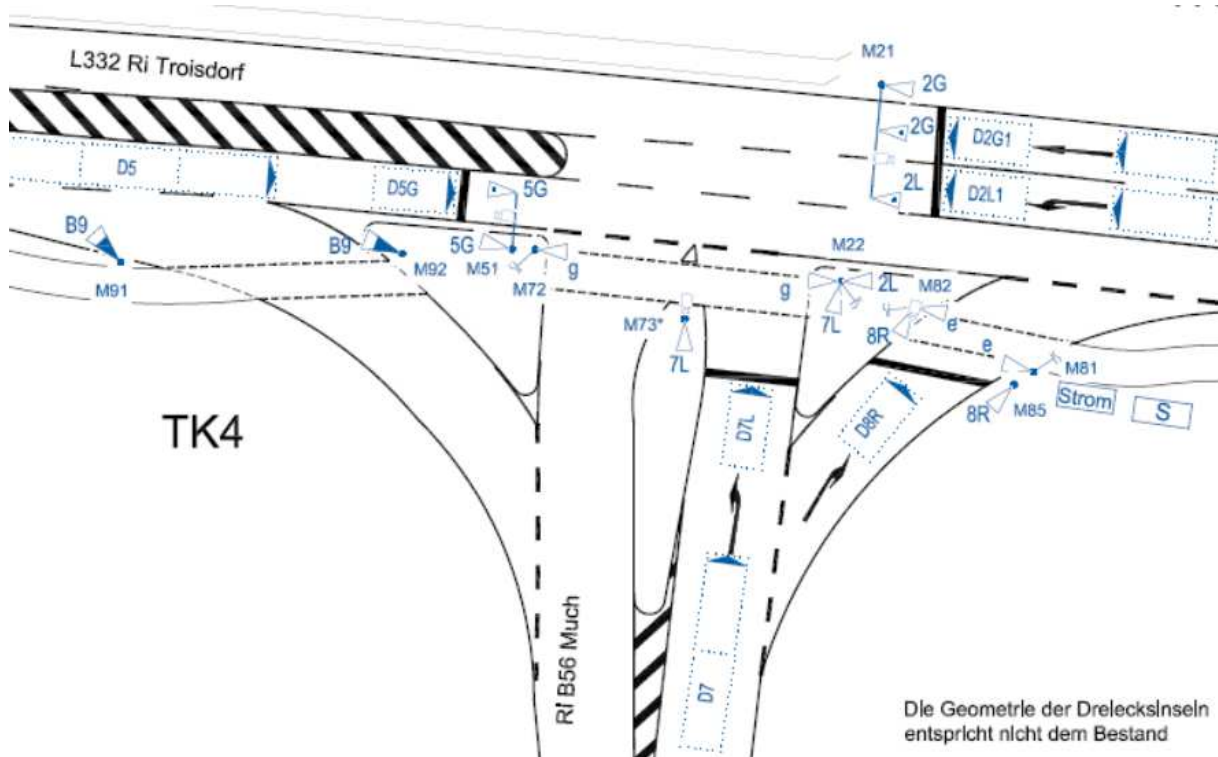 L332 Ri Troisdorf
M21
2G
2G
2L
D2G1
D2L1
D5
D5G
5G
B9
B9
5G
M51
M92
M91
M72
g
M22
g
2L
M82
7L
8R
e
e
M73*
7L
M81
8R
M85
Strom
S
TK4
D7L
D8R
D7
Ri B56 Much
Die Geometrie der Dreiecksinseln
entspricht nicht dem Bestand